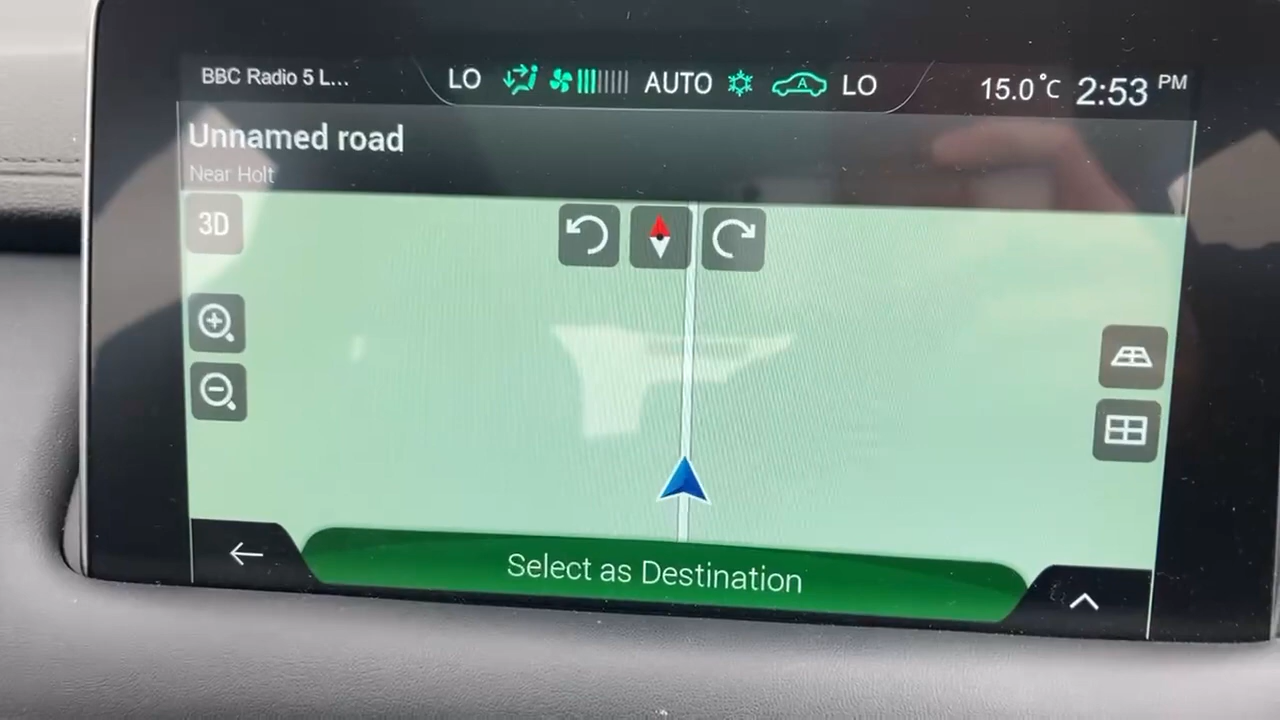 BBC Radio 5 L...
LO AUTO A LO
15.0°C 2:53 PM
Unnamed road
Near Holt
3D
Select as Destination